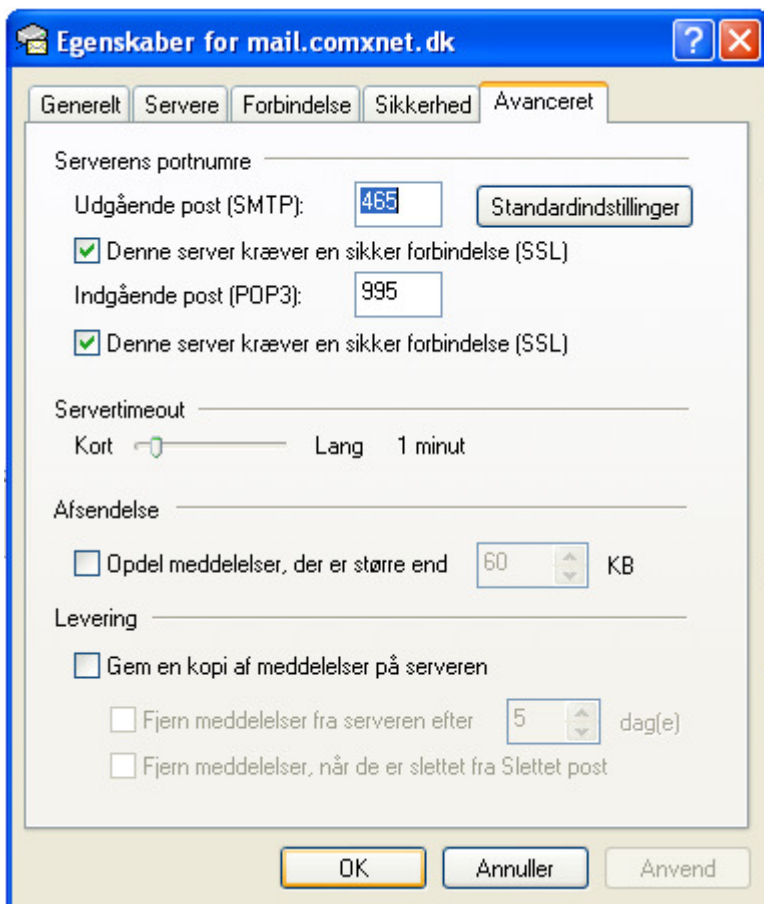 Egenskaber for mail.comxnet.dk
Generelt Servere Forbindelse Sikkerhed Avanceret
Serverens portnumre
Udgående post (SMTP): 465 Standardindstillinger
Denne server kræver en sikker forbindelse (SSL)
Indgående post (POP3): 995
Denne server kræver en sikker forbindelse (SSL)
Servertimeout
Kort Lang 1 minut
Afsendelse
Opdel meddelelser, der er større end 60 KB
Levering
Gem en kopi af meddelelser på serveren
Fjern meddelelser fra serveren efter 5 dag(e)
Fjern meddelelser, når de er slettet fra Slettet post
OK Annuller Anvend